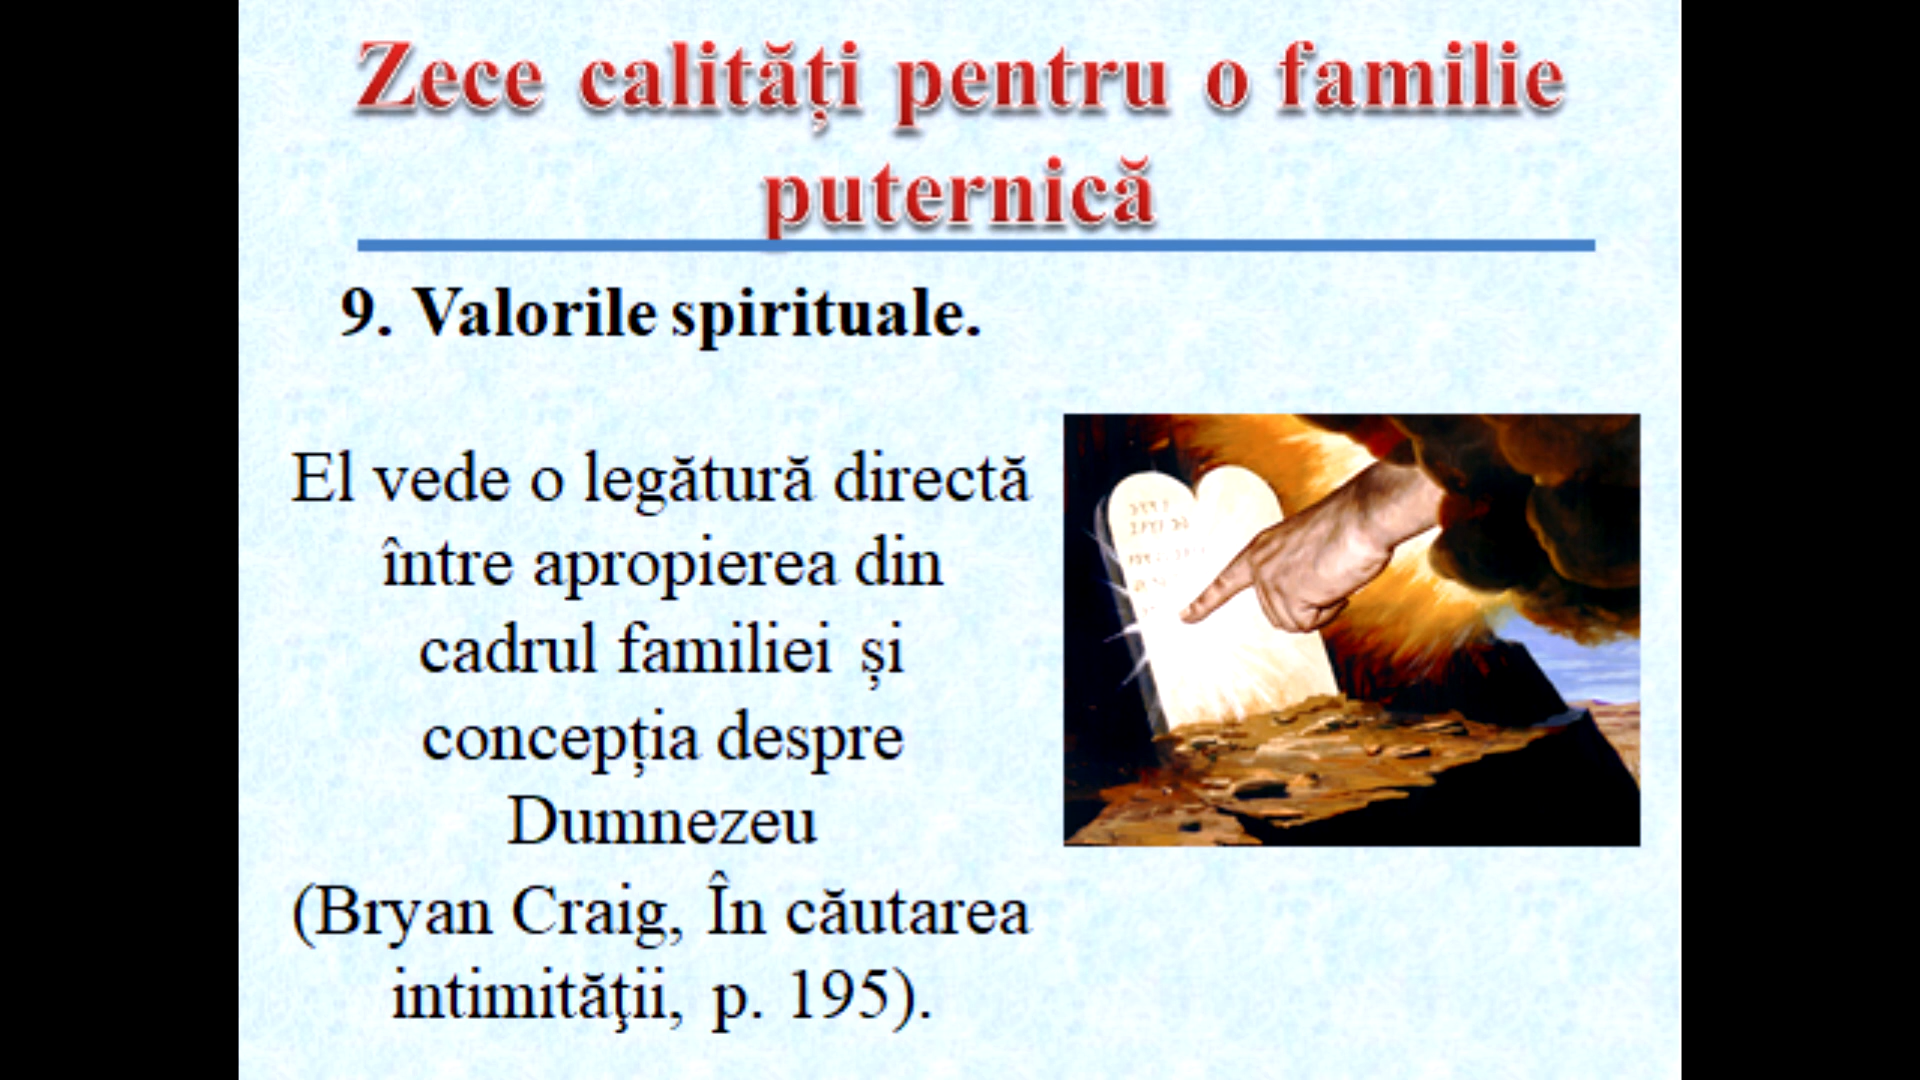 Zece calități pentru o familie
puternică
9. Valorile spirituale.
El vede o legătură directă
între apropierea din
cadrul familiei și
concepția despre
Dumnezeu
(Bryan Craig, În căutarea
intimităţii, p. 195).